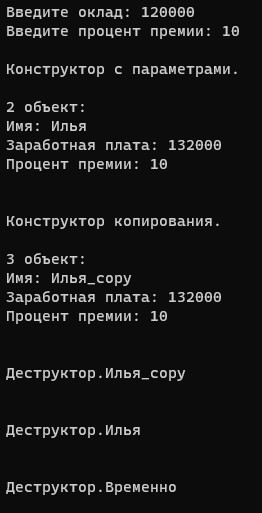 Введите оклад: 120000
Введите процент премии: 10
Конструктор с параметрами.
2 объект:
Имя: Илья
Заработная плата: 132000
Процент премии: 10
Конструктор копирования.
3 объект:
Имя: Илья_copy
Заработная плата: 132000
Процент премии: 10
Деструктор.Илья_copy
Деструктор.Илья
Деструктор.Временно